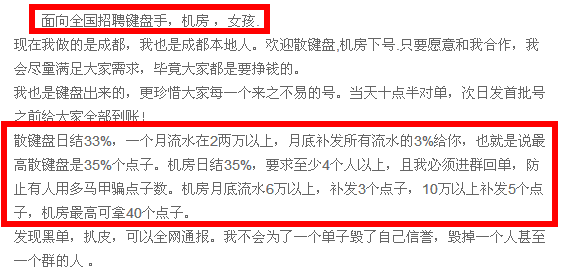 面向全国招聘键盘手，机房 ，女孩.
现在我做的是成都，我也是成都本地人。欢迎散键盘,机房下号.只要愿意和我合作，我
会尽量满足大家需求，毕竟大家都是要挣钱的。
我也是键盘出来的，更珍惜大家每一个来之不易的号。当天十点半对单，次日发首批号
之前给大家全部到账！
散键盘日结33%，一个月流水在2两万以上，月底补发所有流水的3%给你，也就是说最
高散键盘是35%个点子。机房日结35%，要求至少4个人以上，且我必须进群回单，防
止有人用多马甲骗点子数。机房月底流水6万以上，补发3个点子，10万以上补发5个点
子，机房最高可拿40个点子。
发现黑单，扒皮，可以全网通报。我不会为了一个单子毁了自己信誉，毁掉一个人甚至
一个群的人 。